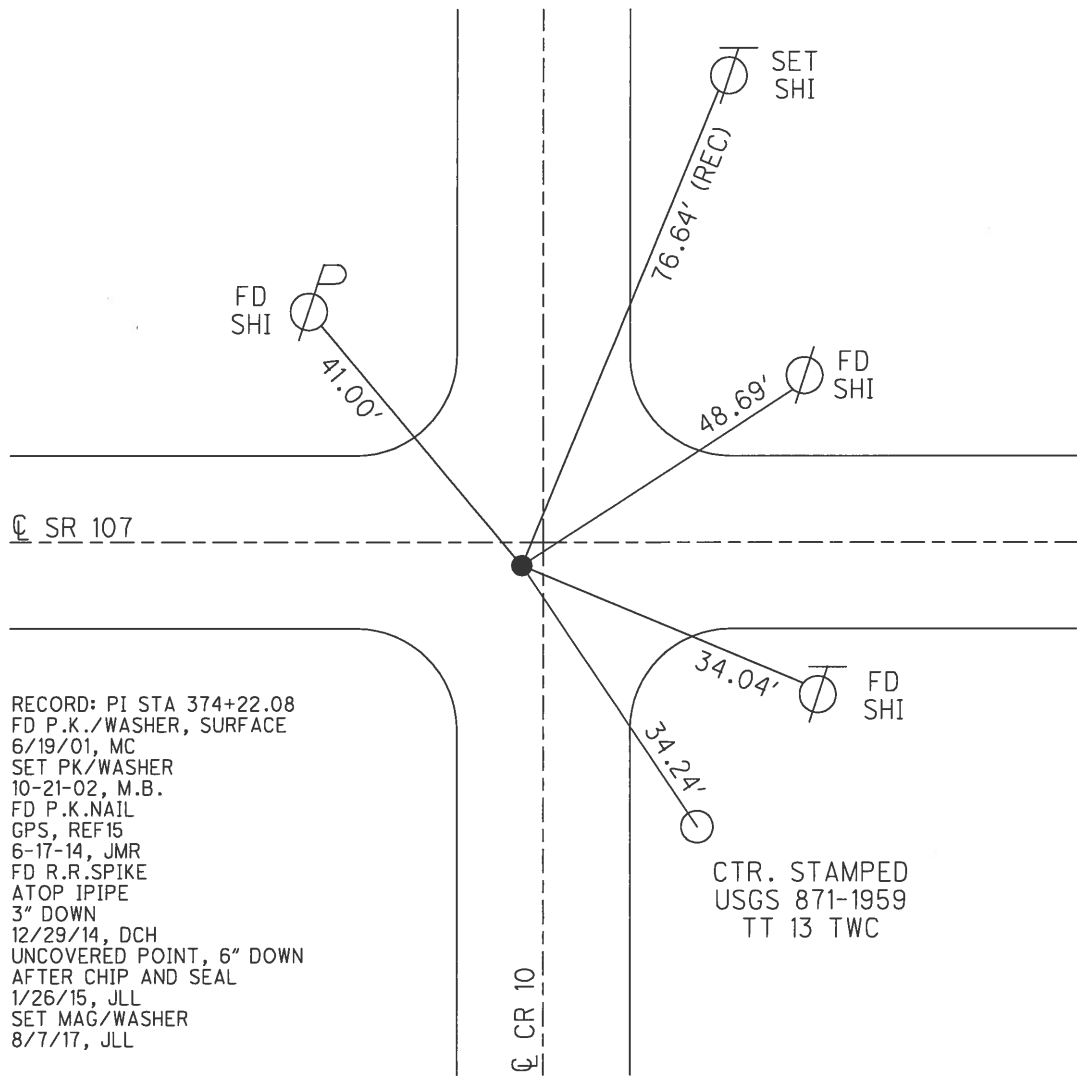 SET
SHI
76.64' (REC)
FD
SHI
41.00'
FD
SHI
48.69'
℄ SR 107
34.04'
FD
SHI
34.24'
CTR. STAMPED
USGS 871-1959
TT 13 TWC
RECORD: PI STA 374+22.08
FD P.K./WASHER, SURFACE
6/19/01, MC
SET PK/WASHER
10-21-02, M.B.
FD P.K.NAIL
GPS, REF15
6-17-14, JMR
FD R.R.SPIKE
ATOP IPIPE
3" DOWN
12/29/14, DCH
UNCOVERED POINT, 6" DOWN
AFTER CHIP AND SEAL
1/26/15, JLL
SET MAG/WASHER
8/7/17, JLL
℄ CR 10